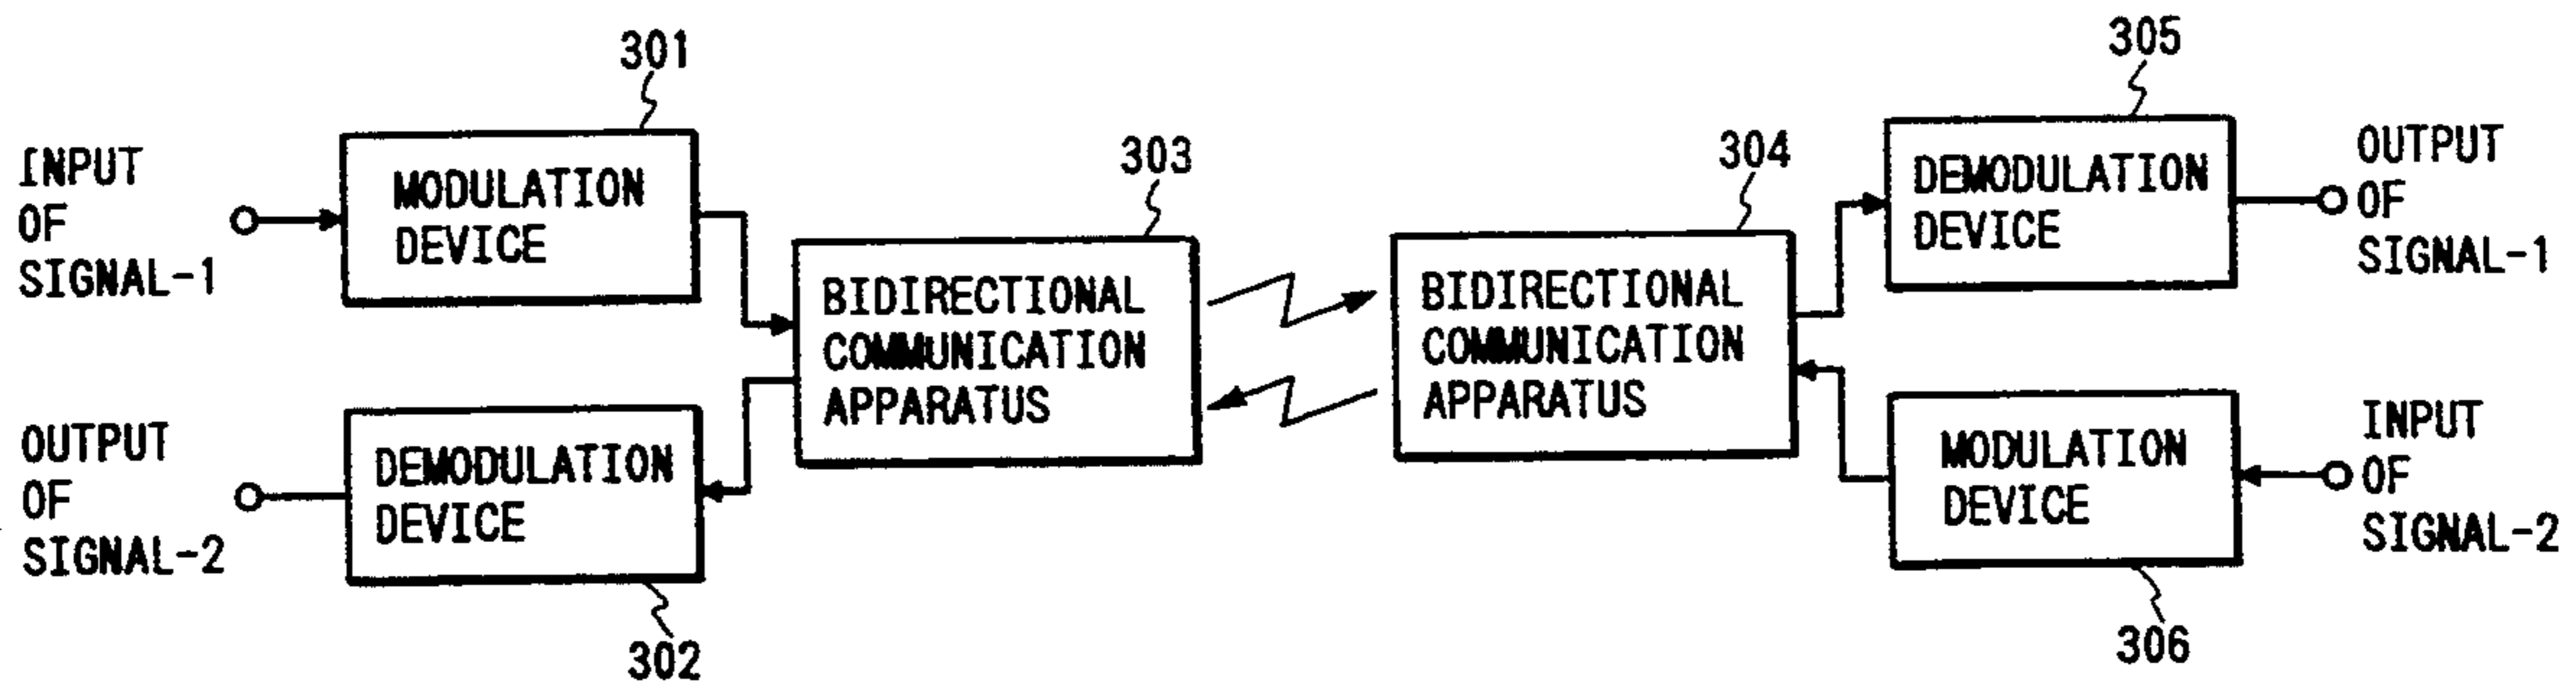 301
INPUT
OF
SIGNAL-1
MODULATION
DEVICE
OUTPUT
OF
SIGNAL-2
DEMODULATION
DEVICE
302
303
BIDIRECTIONAL
COMMUNICATION
APPARATUS
304
BIDIRECTIONAL
COMMUNICATION
APPARATUS
305
DEMODULATION
DEVICE
OUTPUT
OF
SIGNAL-1
MODULATION
DEVICE
INPUT
OF
SIGNAL-2
306